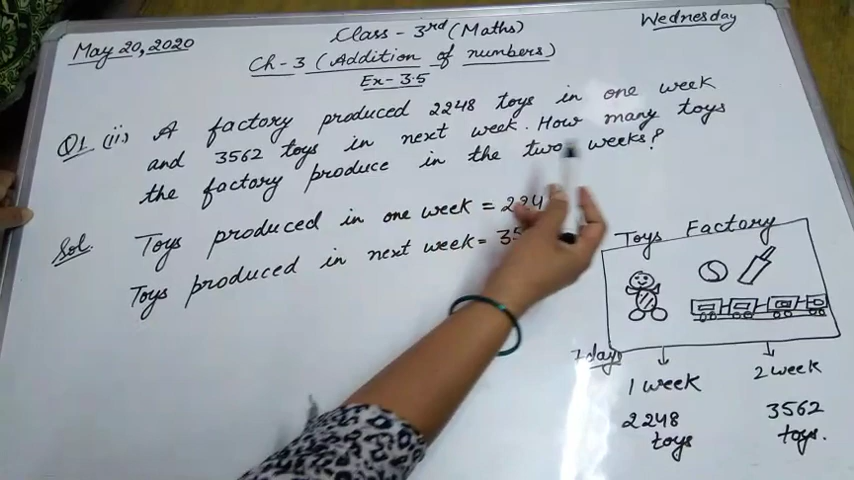 May 20, 2020
Class - 3rd (Maths)
Wednesday
Ch-3 (Addition of numbers)
Ex-3.5
Q1 (ii) A factory produced 2248 toys in one week
and 3562 toys in next week. How many toys
the factory produce in the two weeks?
Sol. Toys produced in one week = 224
Toys produced in next week = 35
Toys Factory
7 days
1 week
2248
toys
2 week
3562
toys.